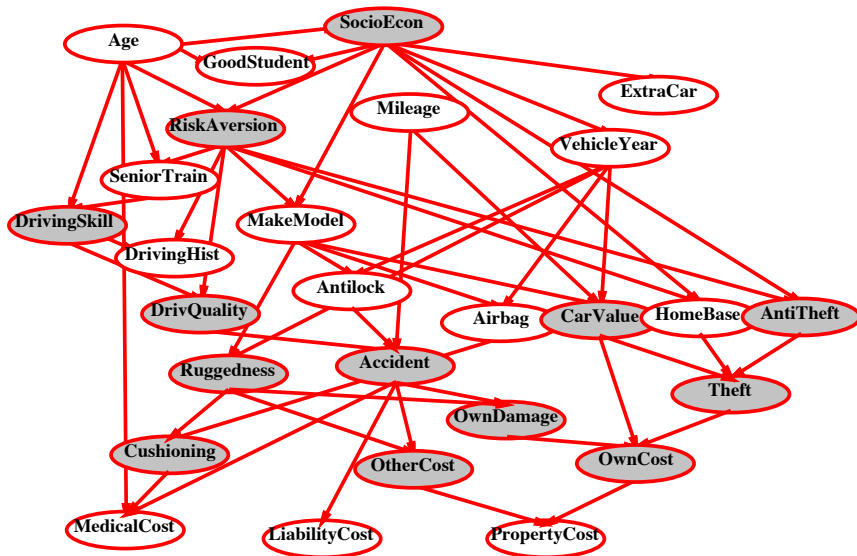 SocioEcon
Age
GoodStudent
ExtraCar
Mileage
RiskAversion
VehicleYear
SeniorTrain
DrivingSkill
MakeModel
DrivingHist
Antilock
DrivQuality
Airbag
CarValue
HomeBase
AntiTheft
Ruggedness
Accident
Theft
OwnDamage
Cushioning
OtherCost
OwnCost
MedicalCost
LiabilityCost
PropertyCost